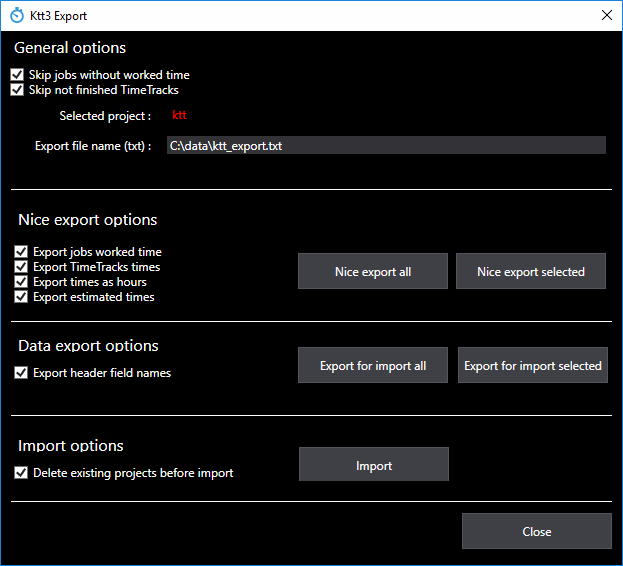 Ktt3 Export
General options
Skip jobs without worked time
Skip not finished TimeTracks
Selected project : ktt
Export file name (txt) : C:\data\ktt_export.txt
Nice export options
Export jobs worked time
Export TimeTracks times
Export times as hours
Export estimated times
Nice export all
Nice export selected
Data export options
Export header field names
Export for import all
Export for import selected
Import options
Delete existing projects before import
Import
Close